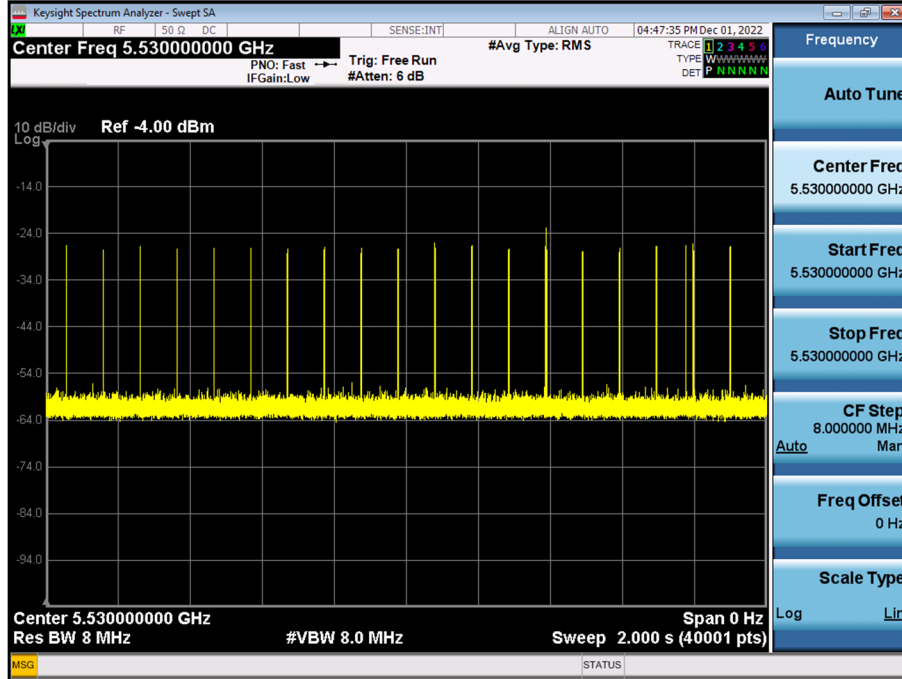 Keysight Spectrum Analyzer - Swept SA
LXI RF 50 Ω DC SENSE:INT ALIGN AUTO 04:47:35 PM Dec 01, 2022
Center Freq 5.530000000 GHz
PNO: Fast
IFGain:Low
Trig: Free Run
#Atten: 6 dB
#Avg Type: RMS
TRACE 1 2 3 4 5 6
TYPE WWWWWW
DET P N N N N N
10 dB/div Ref -4.00 dBm
Log
-14.0
-24.0
-34.0
-44.0
-54.0
-64.0
-74.0
-84.0
-94.0
Center 5.530000000 GHz Span 0 Hz
Res BW 8 MHz #VBW 8.0 MHz Sweep 2.000 s (40001 pts)
MSG STATUS
Frequency
Auto Tune
Center Freq
5.530000000 GHz
Start Freq
5.530000000 GHz
Stop Freq
5.530000000 GHz
CF Step
8.000000 MHz
Auto Man
Freq Offset
0 Hz
Scale Type
Log Lin